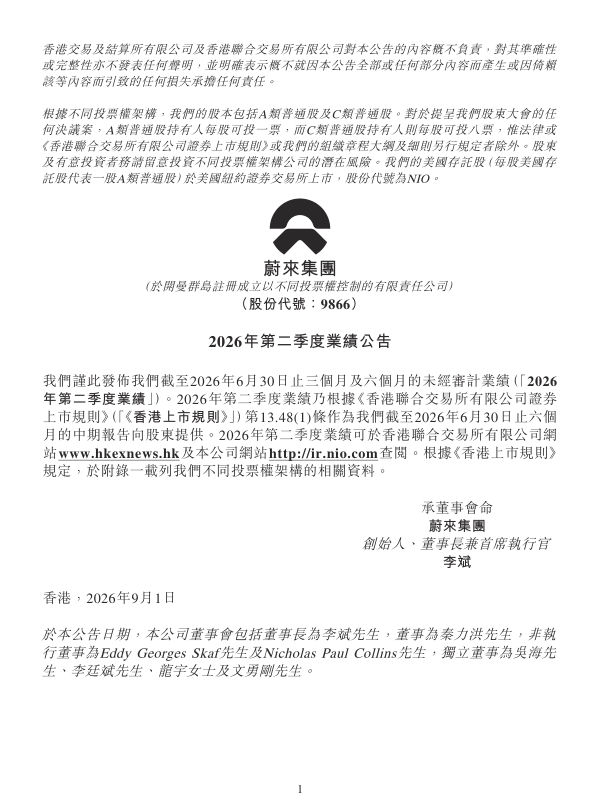 香港交易及結算所有限公司及香港聯合交易所有限公司對本公告的內容概不負責，對其準確性
或完整性亦不發表任何聲明，並明確表示概不就因本公告全部或任何部分內容而產生或因倚賴
該等內容而引致的任何損失承擔任何責任。
根據不同投票權架構，我們的股本包括A類普通股及C類普通股。對於提呈我們股東大會的任
何決議案，A類普通股持有人每股可投一票，而C類普通股持有人則每股可投八票，惟法律或
《香港聯合交易所有限公司證券上市規則》或我們的組織章程大綱及細則另行規定者除外。股東
及有意投資者務請留意投資不同投票權架構公司的潛在風險。我們的美國存託股（每股美國存
託股代表一股A類普通股）於美國紐約證券交易所上市，股份代號為NIO。
蔚來集團
（於開曼群島註冊成立以不同投票權控制的有限責任公司）
（股份代號：9866）
2026年第二季度業績公告
我們謹此發佈我們截至2026年6月30日止三個月及六個月的未經審計業績（「2026
年第二季度業績」）。2026年第二季度業績乃根據《香港聯合交易所有限公司證券
上市規則》（「《香港上市規則》」）第13.48(1)條作為我們截至2026年6月30日止六個
月的中期報告向股東提供。2026年第二季度業績可於香港聯合交易所有限公司網
站www.hkexnews.hk及本公司網站http://ir.nio.com查閱。根據《香港上市規則》
規定，於附錄一載列我們不同投票權架構的相關資料。
承董事會命
蔚來集團
創始人、董事長兼首席執行官
李斌
香港，2026年9月1日
於本公告日期，本公司董事會包括董事長為李斌先生，董事為秦力洪先生，非執
行董事為Eddy Georges Skaf先生及Nicholas Paul Collins先生，獨立董事為吳海先
生、李廷斌先生、龍宇女士及文勇剛先生。
1